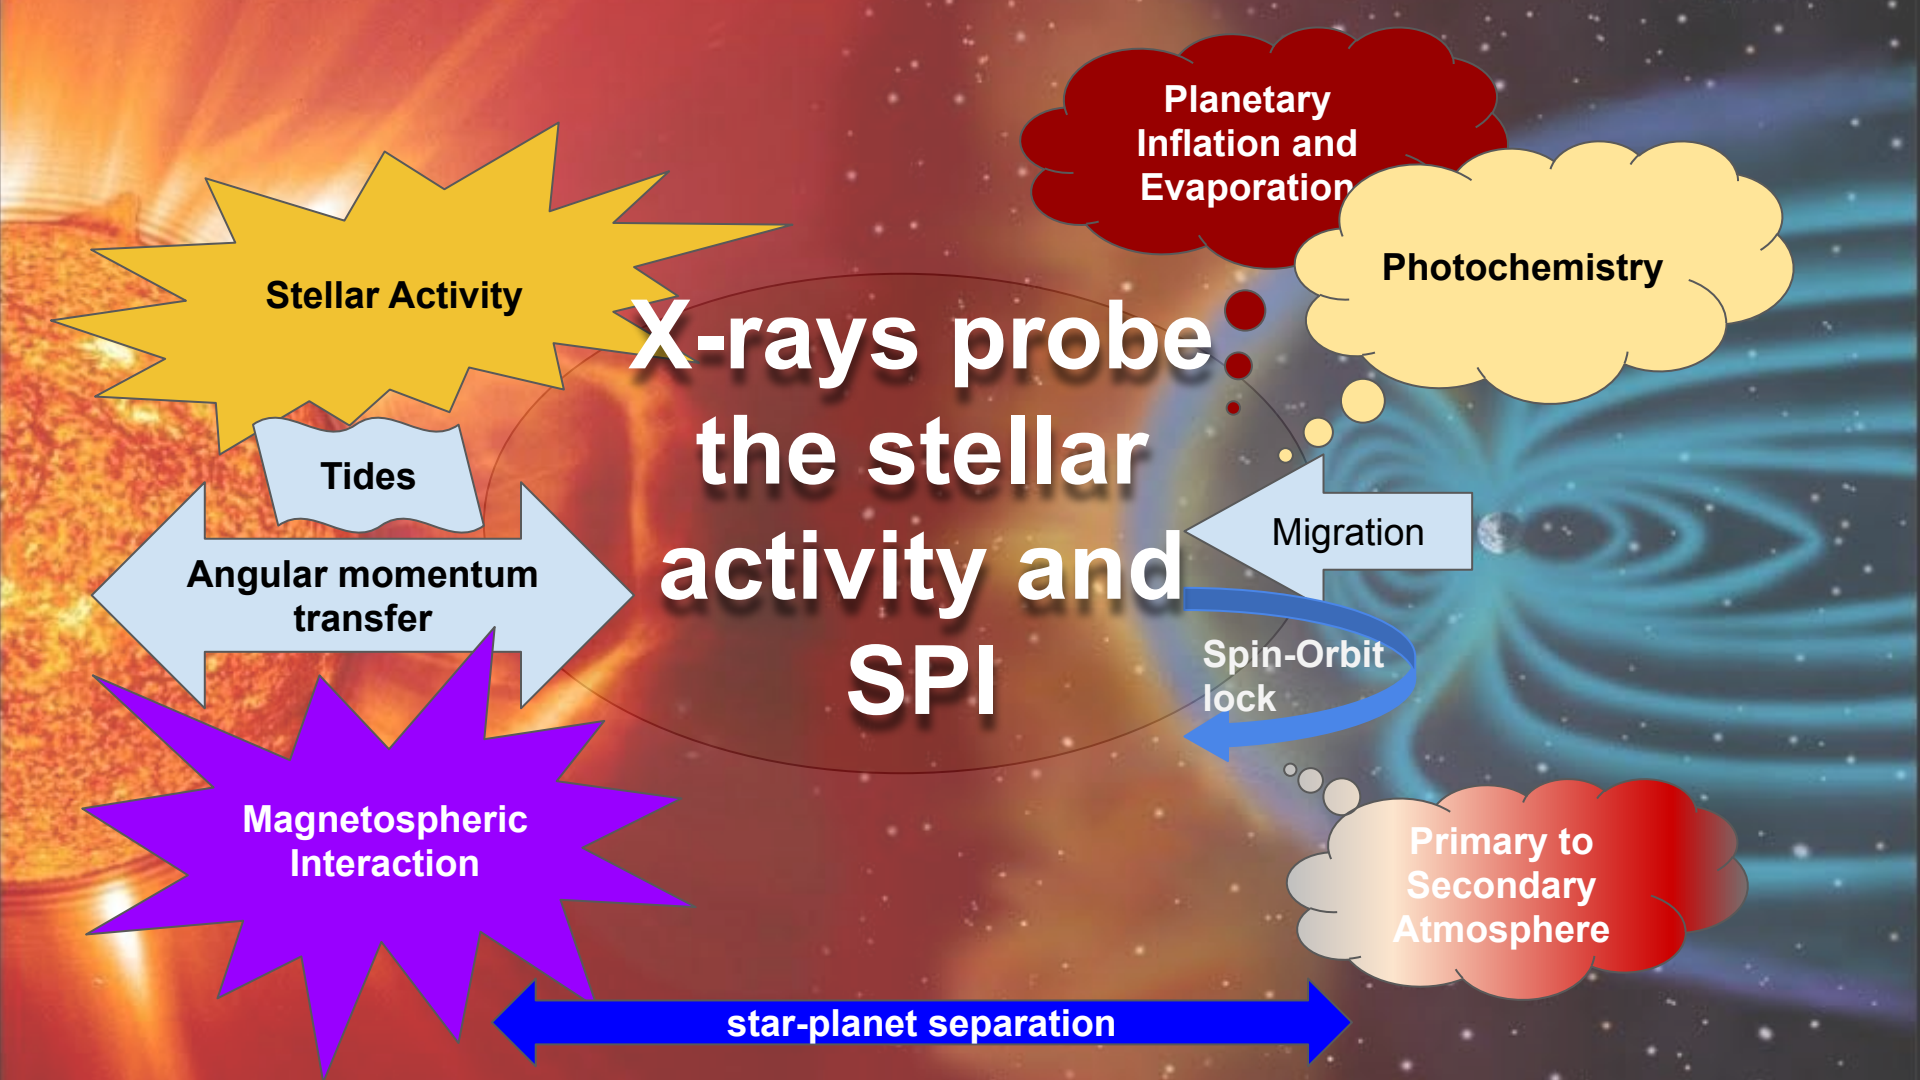 Planetary
Inflation and
Evaporation
Photochemistry
Stellar Activity
X-rays probe
the stellar
activity and
SPI
Tides
Migration
Angular momentum
transfer
Spin-Orbit
lock
Magnetospheric
Interaction
Primary to
Secondary
Atmosphere
star-planet separation